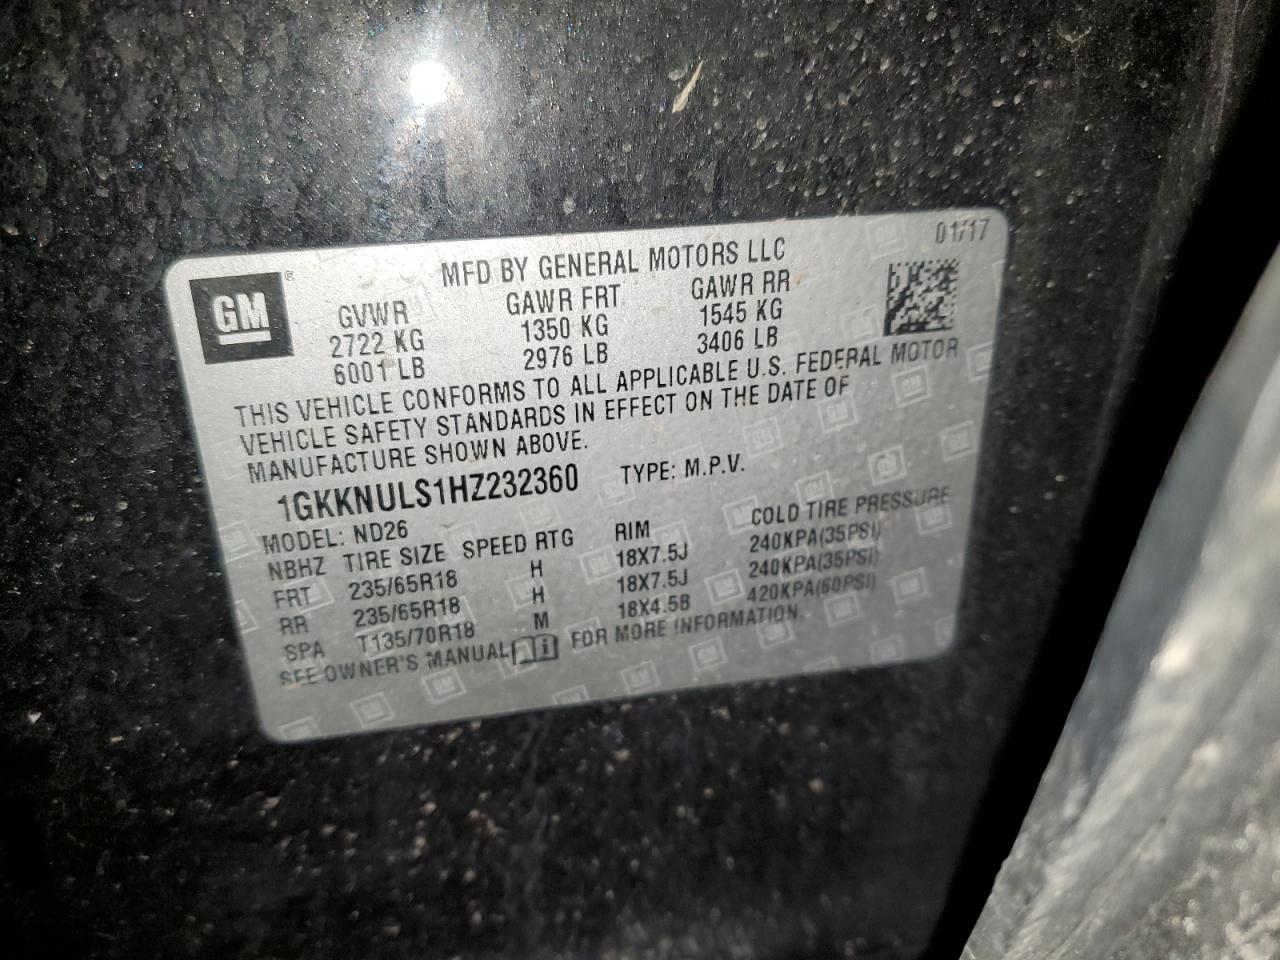 01/17
GM ® MFD BY GENERAL MOTORS LLC
GVWR GAWR FRT GAWR RR
2722 KG 1350 KG 1545 KG
6001 LB 2976 LB 3406 LB
THIS VEHICLE CONFORMS TO ALL APPLICABLE U.S. FEDERAL MOTOR
VEHICLE SAFETY STANDARDS IN EFFECT ON THE DATE OF
MANUFACTURE SHOWN ABOVE.
1GKKNULS1HZ232360 TYPE: M.P.V.
MODEL: ND26
NBHZ TIRE SIZE SPEED RTG RIM COLD TIRE PRESSURE
FRT 235/65R18 H 18X7.5J 240KPA(35PSI)
RR 235/65R18 H 18X7.5J 240KPA(35PSI)
SPA T135/70R18 M 18X4.5B 420KPA(60PSI)
SEE OWNER'S MANUAL i FOR MORE INFORMATION.